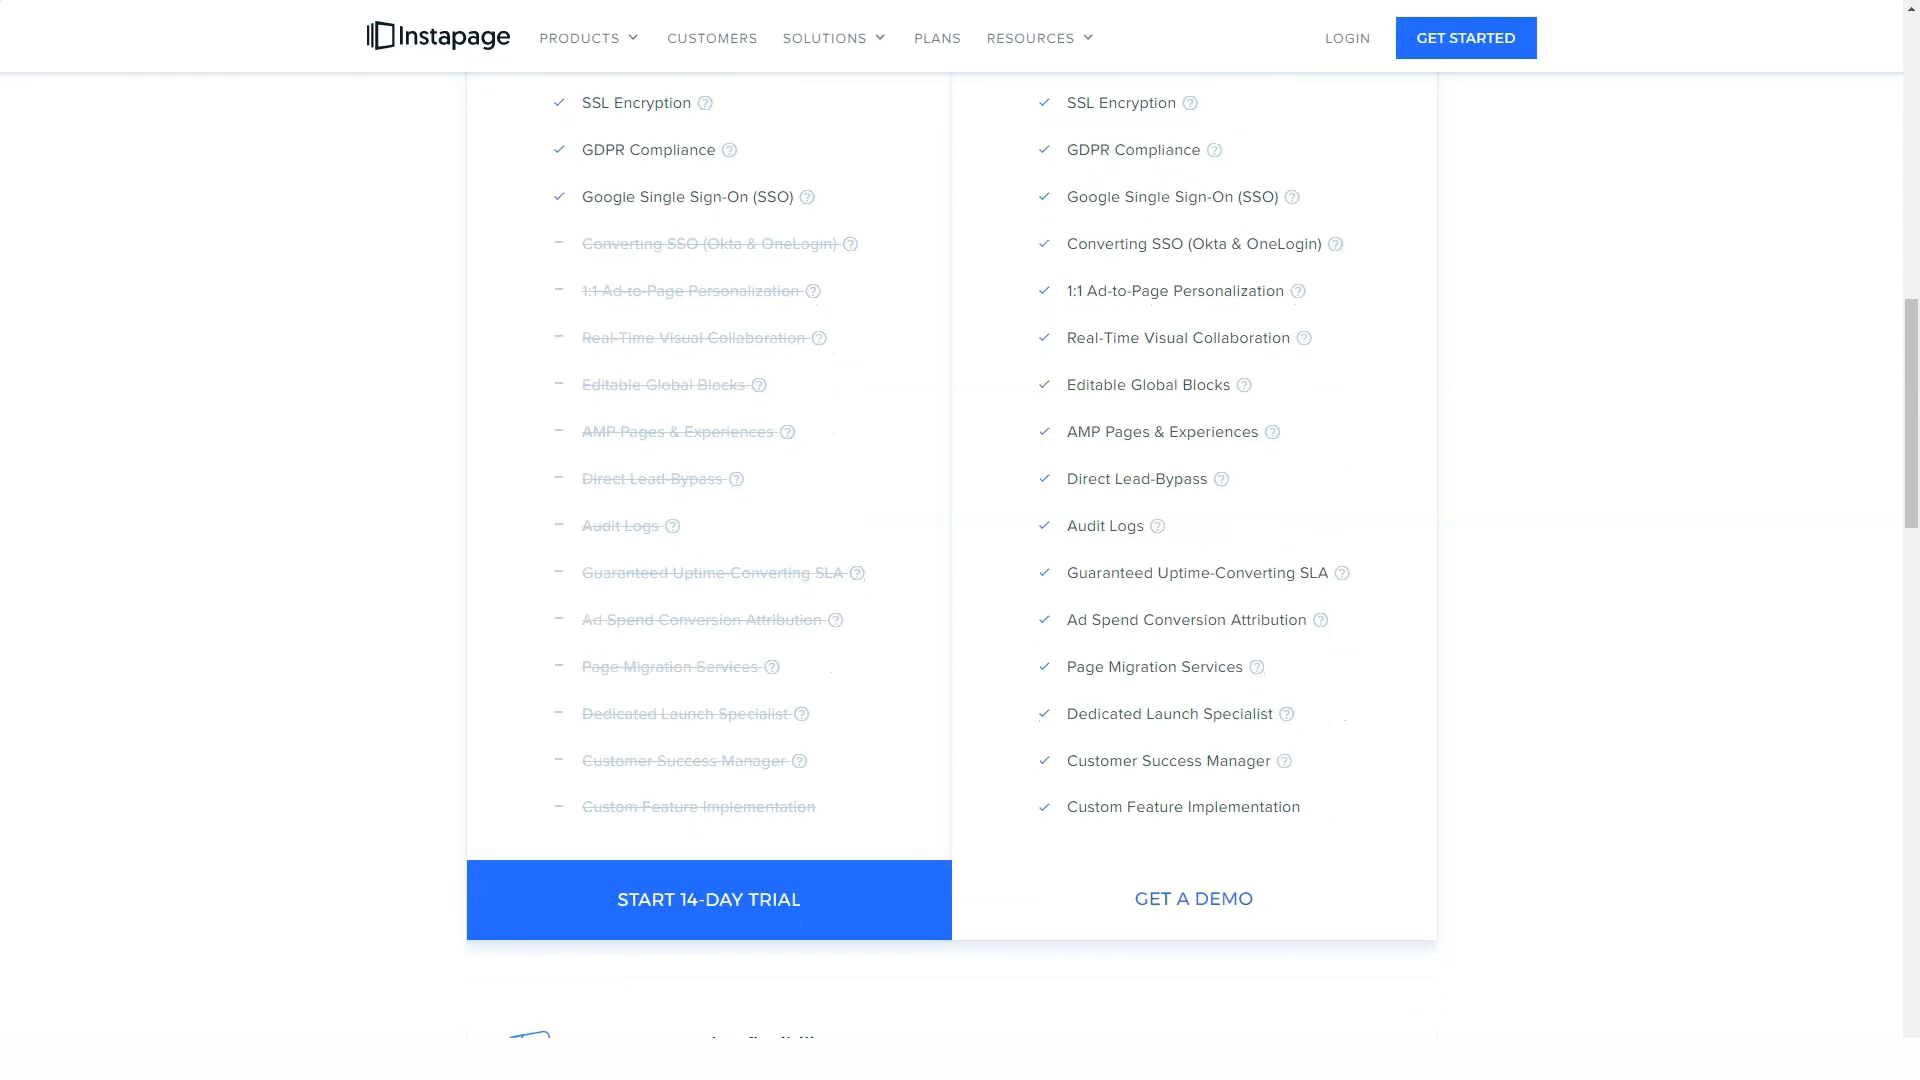 Instapage PRODUCTS CUSTOMERS SOLUTIONS PLANS RESOURCES LOGIN GET STARTED
SSL Encryption
GDPR Compliance
Google Single Sign-On (SSO)
Converting SSO (Okta & OneLogin)
1:1 Ad-to-Page Personalization
Real-Time Visual Collaboration
Editable Global Blocks
AMP Pages & Experiences
Direct Lead-Bypass
Audit Logs
Guaranteed Uptime-Converting SLA
Ad Spend Conversion Attribution
Page Migration Services
Dedicated Launch Specialist
Customer Success Manager
Custom Feature Implementation
START 14-DAY TRIAL
SSL Encryption
GDPR Compliance
Google Single Sign-On (SSO)
Converting SSO (Okta & OneLogin)
1:1 Ad-to-Page Personalization
Real-Time Visual Collaboration
Editable Global Blocks
AMP Pages & Experiences
Direct Lead-Bypass
Audit Logs
Guaranteed Uptime-Converting SLA
Ad Spend Conversion Attribution
Page Migration Services
Dedicated Launch Specialist
Customer Success Manager
Custom Feature Implementation
GET A DEMO